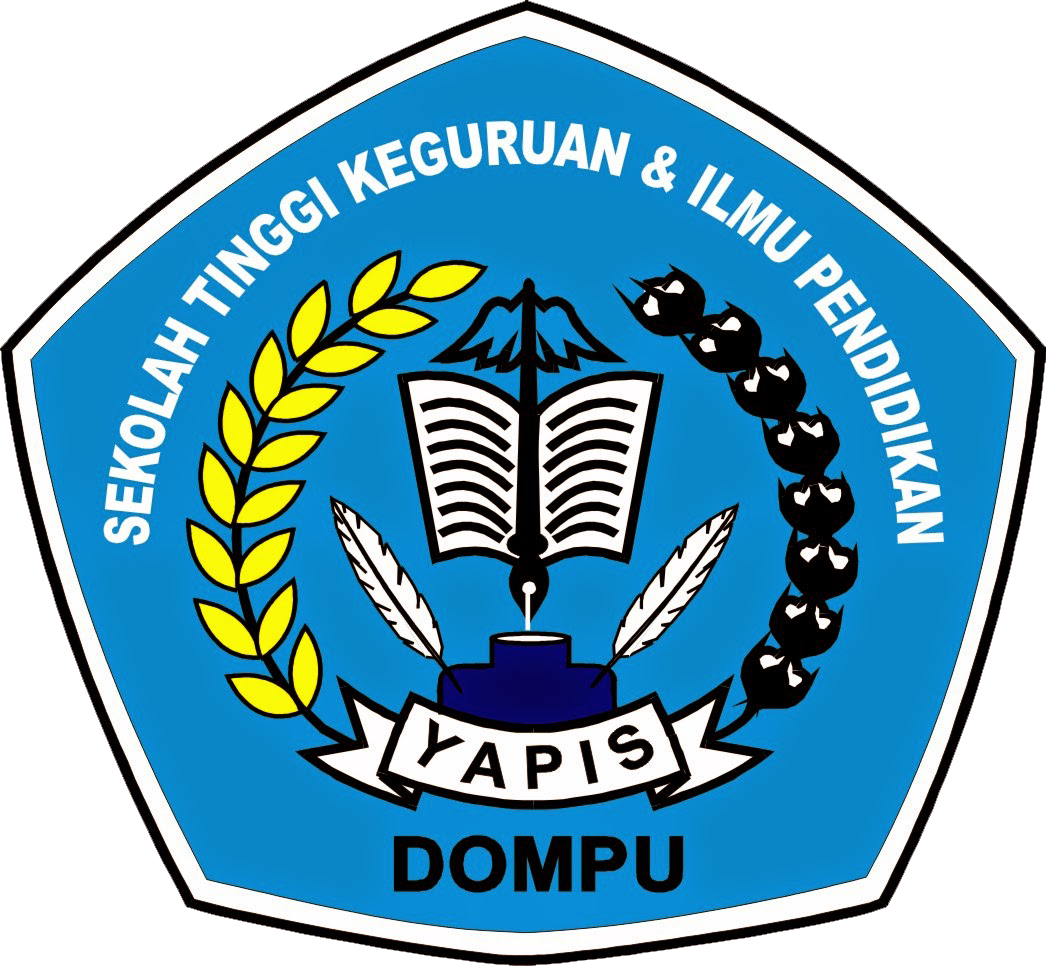 SEKOLAH TINGGI KEGURUAN & ILMU PENDIDIKAN
YAPIS
DOMPU